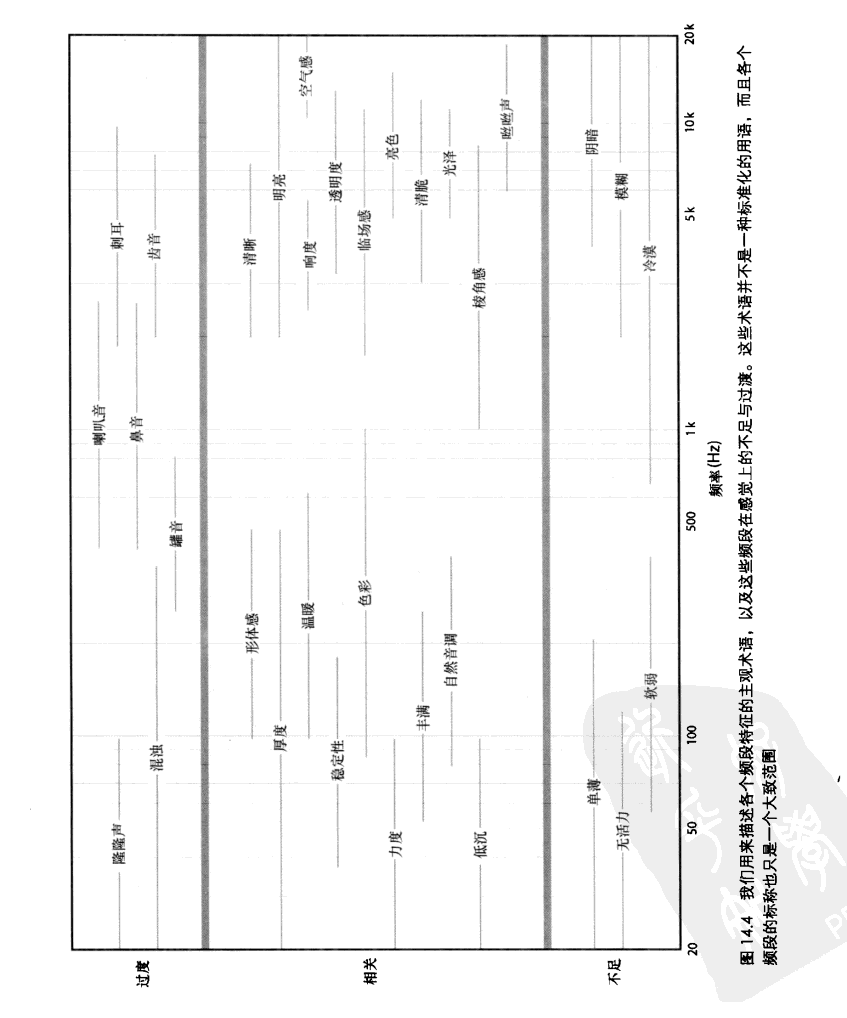 过度
喇叭音
刺耳
隆隆声
鼻音
齿音
混浊
罐音
相关
清晰
形体感
明亮
厚度
空气感
响度
温暖
透明度
稳定性
临场感
色彩
亮色
力度
清脆
丰满
光泽
自然音调
棱角感
低沉
咝咝声
不足
阴暗
单薄
模糊
无活力
冷漠
软弱
20
50
100
500
1k
5k
10k
20k
频率(Hz)
图 14.4 我们用来描述各个频段特征的主观术语，以及这些频段在感觉上的不足与过渡。这些术语并不是一种标准化的用语，而且各个
频段的标称也只是一个大致范围